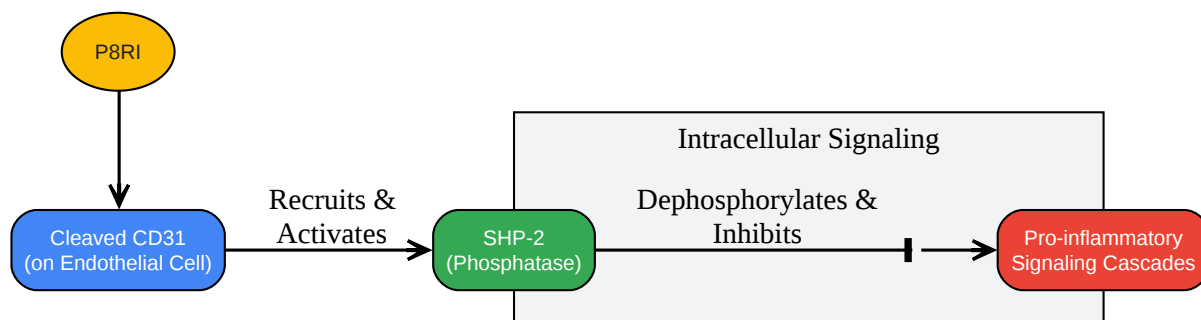 P8RI
Intracellular Signaling
Recruits &
Activates
Dephosphorylates &
Inhibits
Cleaved CD31
(on Endothelial Cell)
SHP-2
(Phosphatase)
Pro-inflammatory
Signaling Cascades